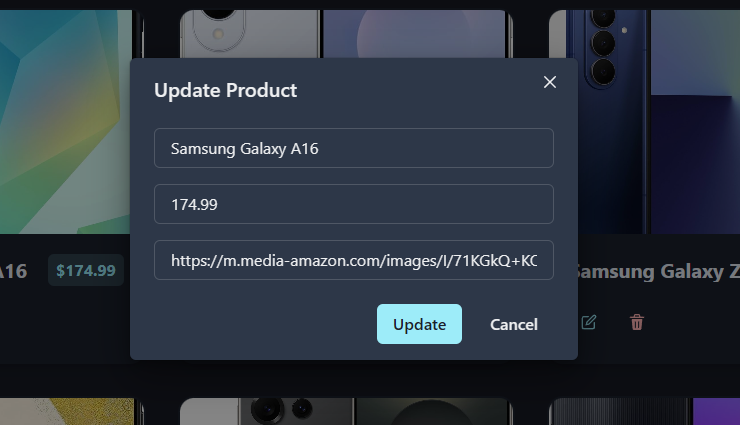 Update Product
Samsung Galaxy A16
174.99
https://m.media-amazon.com/images/I/71KGkQ+KC
A16 $174.99
Samsung Galaxy Z
Update
Cancel